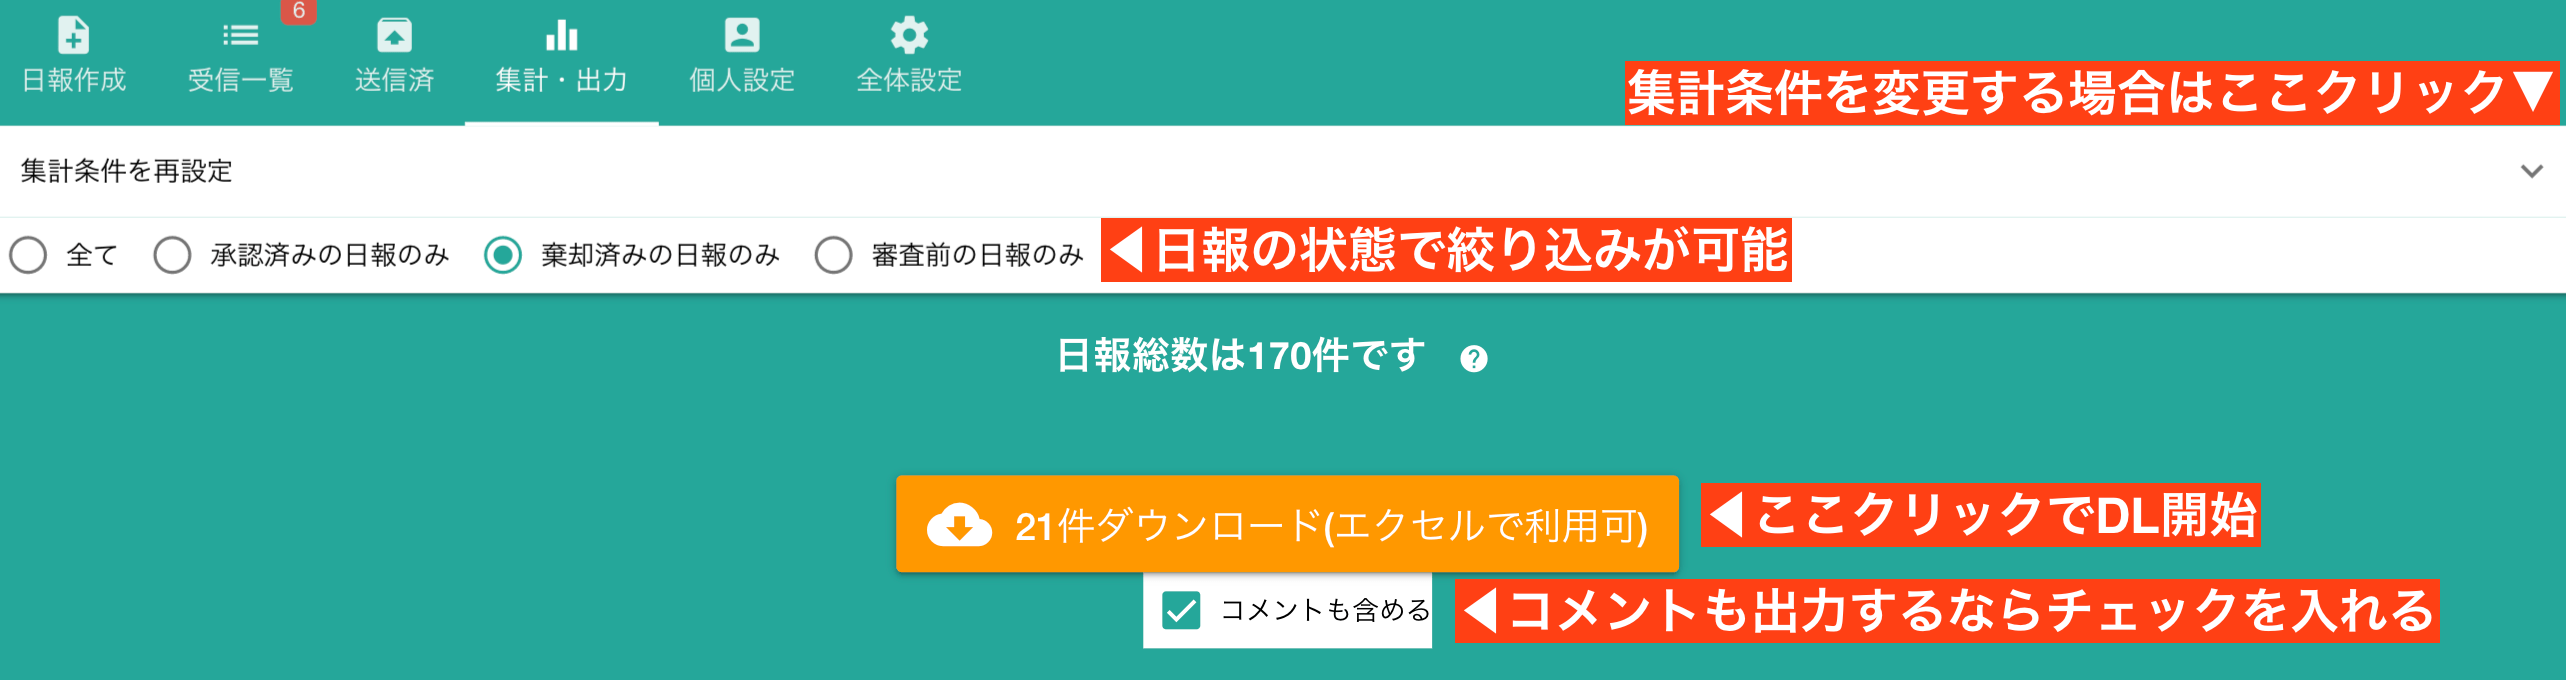 6
日報作成 受信一覧 送信済 集計・出力 個人設定 全体設定
集計条件を変更する場合はここクリック▼
集計条件を再設定
全て 承認済みの日報のみ 棄却済みの日報のみ 審査前の日報のみ ◀日報の状態で絞り込みが可能
日報総数は170件です ?
21件ダウンロード(エクセルで利用可) ◀ここクリックでDL開始
コメントも含める ◀コメントも出力するならチェックを入れる